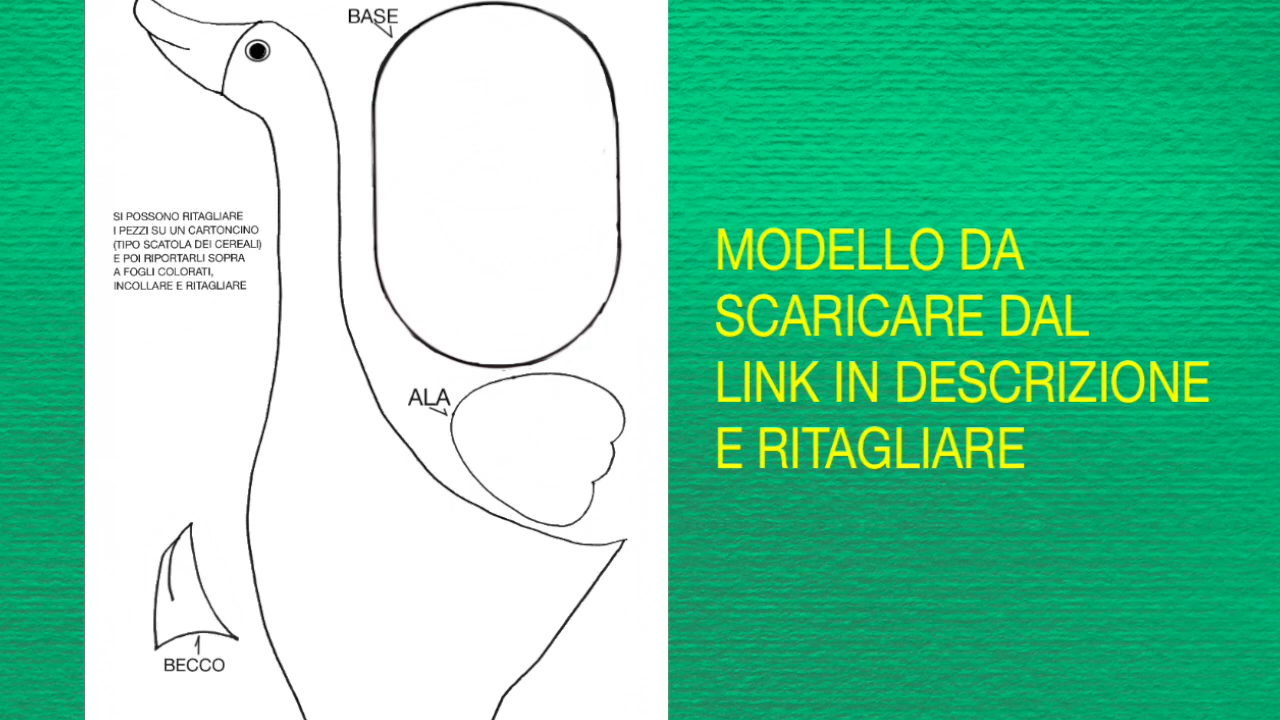 BASE
SI POSSONO RITAGLIARE
I PEZZI SU UN CARTONCINO
(TIPO SCATOLA DEI CEREALI)
E POI RIPORTARLI SOPRA
A FOGLI COLORATI,
INCOLLARE E RITAGLIARE
ALA
BECCO
MODELLO DA
SCARICARE DAL
LINK IN DESCRIZIONE
E RITAGLIARE